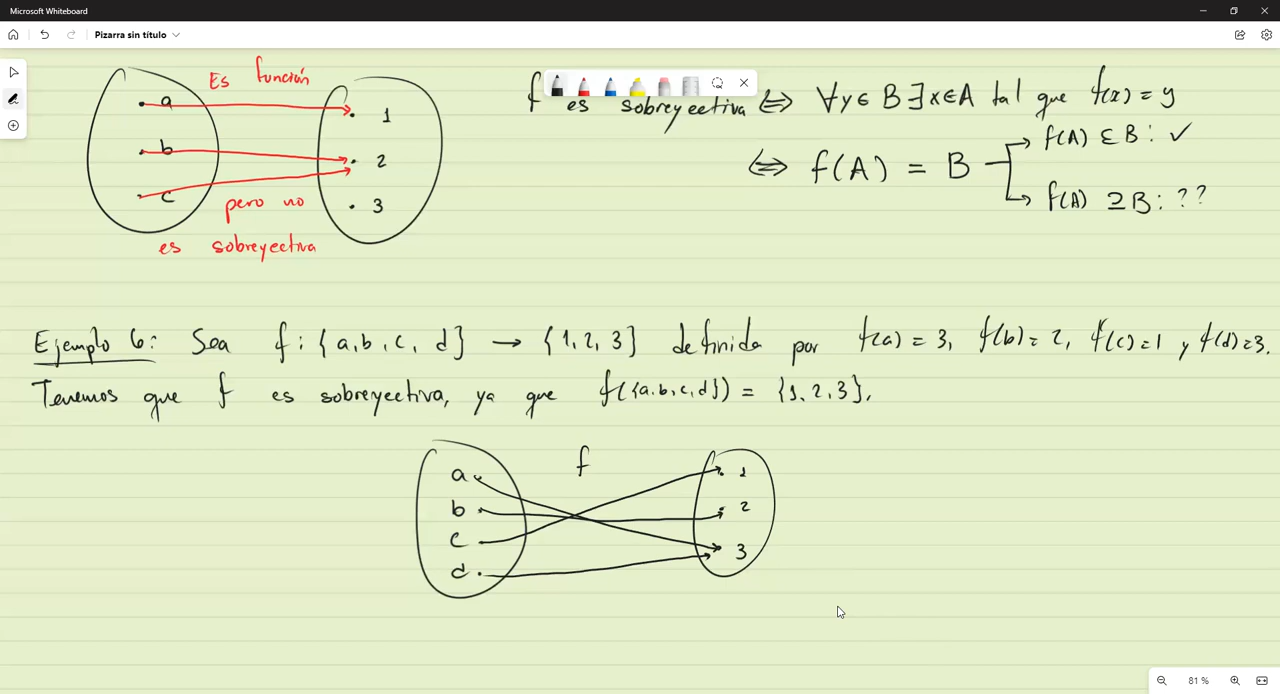 Microsoft Whiteboard
Pizarra sin título
Es función
a
b
c
1
2
3
pero no
es sobreyectiva
f es sobreyectiva ⇔ ∀y ∈ B ∃x ∈ A tal que f(x) = y
⇔ f(A) = B
f(A) ⊆ B : ✓
f(A) ⊇ B : ??
Ejemplo 6: Sea f : {a, b, c, d} → {1, 2, 3} definida por f(a) = 3, f(b) = 2, f(c) = 1 y f(d) = 3.
Tenemos que f es sobreyectiva, ya que f({a,b,c,d}) = {1, 2, 3}.
f
a
b
c
d
1
2
3
81 %